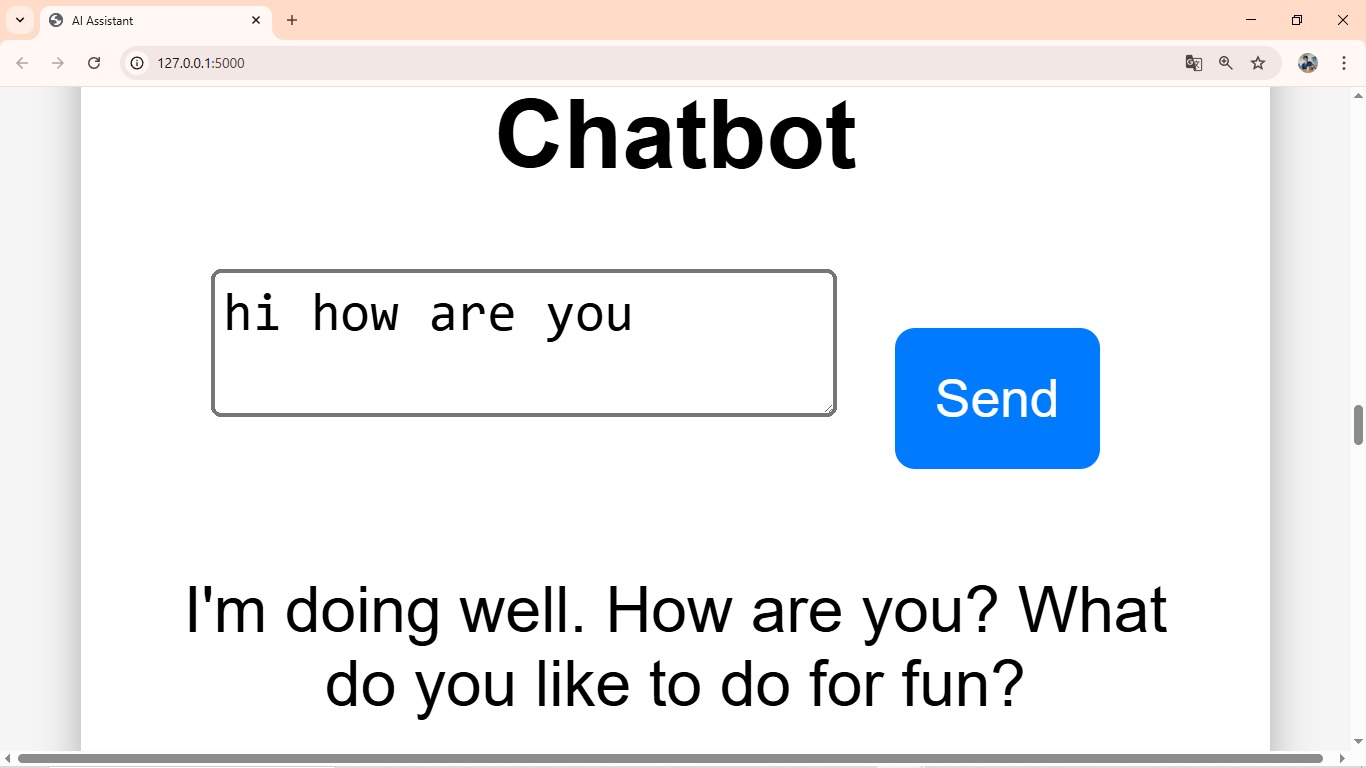 AI Assistant
127.0.0.1:5000
Chatbot
hi how are you
Send
I'm doing well. How are you? What
do you like to do for fun?